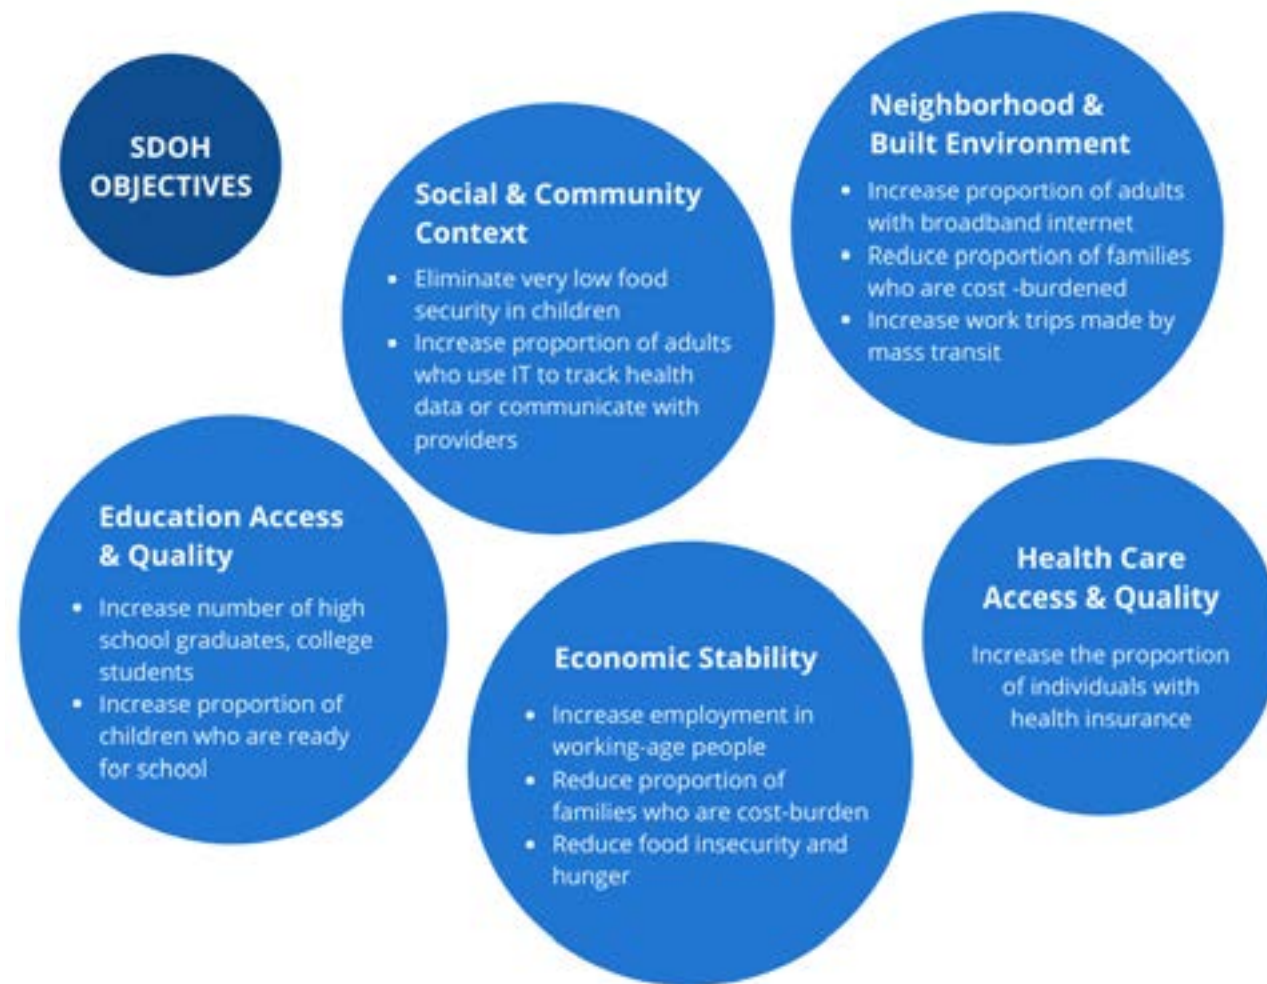 SDOH
OBJECTIVES
Social & Community
Context
• Eliminate very low food
security in children
• Increase proportion of adults
who use IT to track health
data or communicate with
providers
Neighborhood &
Built Environment
• Increase proportion of adults
with broadband internet
• Reduce proportion of families
who are cost -burdened
• Increase work trips made by
mass transit
Education Access
& Quality
• Increase number of high
school graduates, college
students
• Increase proportion of
children who are ready
for school
Economic Stability
• Increase employment in
working-age people
• Reduce proportion of
families who are cost-burden
• Reduce food insecurity and
hunger
Health Care
Access & Quality
Increase the proportion
of individuals with
health insurance